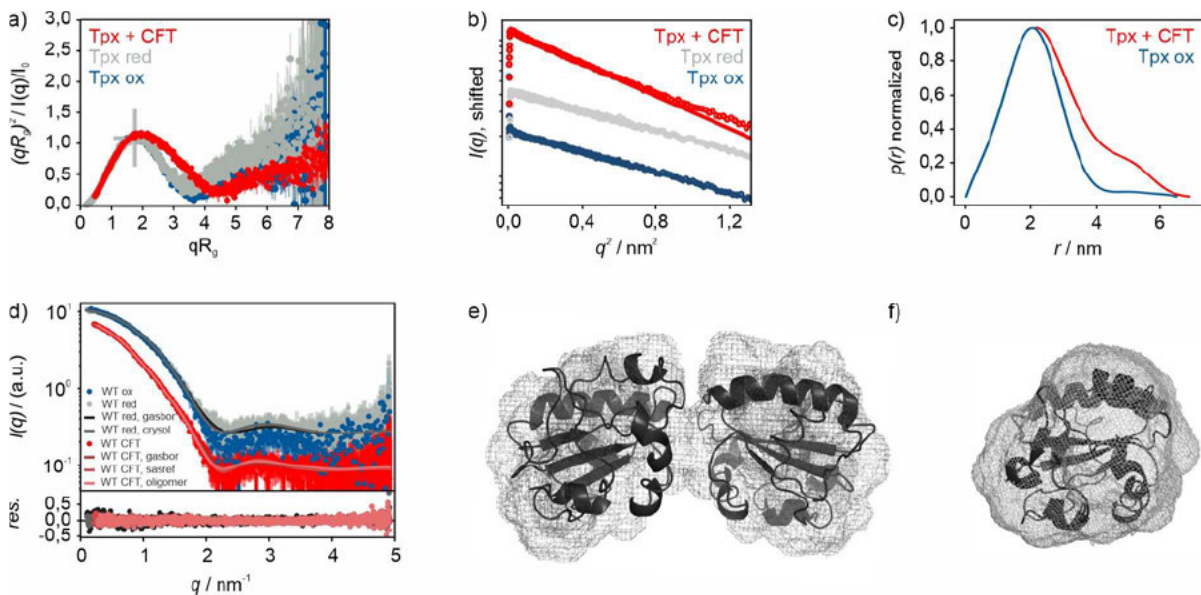 a)
3,0
2,5
2,0
1,5
1,0
0,5
0,0
(qRg)² / I(q)/I₀
Tpx + CFT
Tpx red
Tpx ox
0 1 2 3 4 5 6 7 8
qRg
b)
I(q), shifted
Tpx + CFT
Tpx red
Tpx ox
0,0 0,4 0,8 1,2
q² / nm²
c)
1,0
0,8
0,6
0,4
0,2
0,0
p(r) normalized
Tpx + CFT
Tpx ox
0 2 4 6
r / nm
d)
10¹
10⁰
10⁻¹
I(q) / (a.u.)
WT ox
WT red
WT red, gasbor
WT red, crysol
WT CFT
WT CFT, gasbor
WT CFT, sasref
WT CFT, oligomer
res.
0,5
0,0
-0,5
0 1 2 3 4 5
q / nm⁻¹
e)
f)